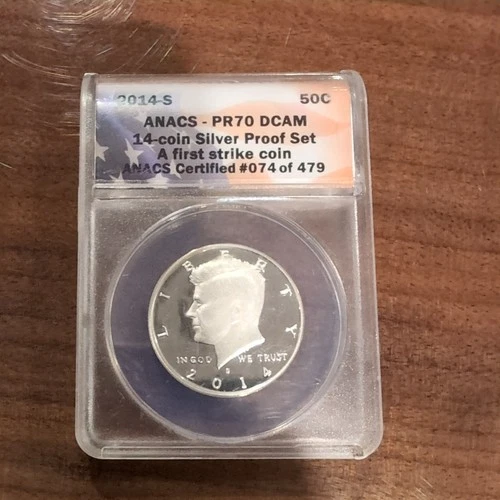 2014-S 50C
ANACS - PR70 DCAM
14-coin Silver Proof Set
A first strike coin
ANACS Certified #074 of 479
LIBERTY
IN GOD WE TRUST
S
2014